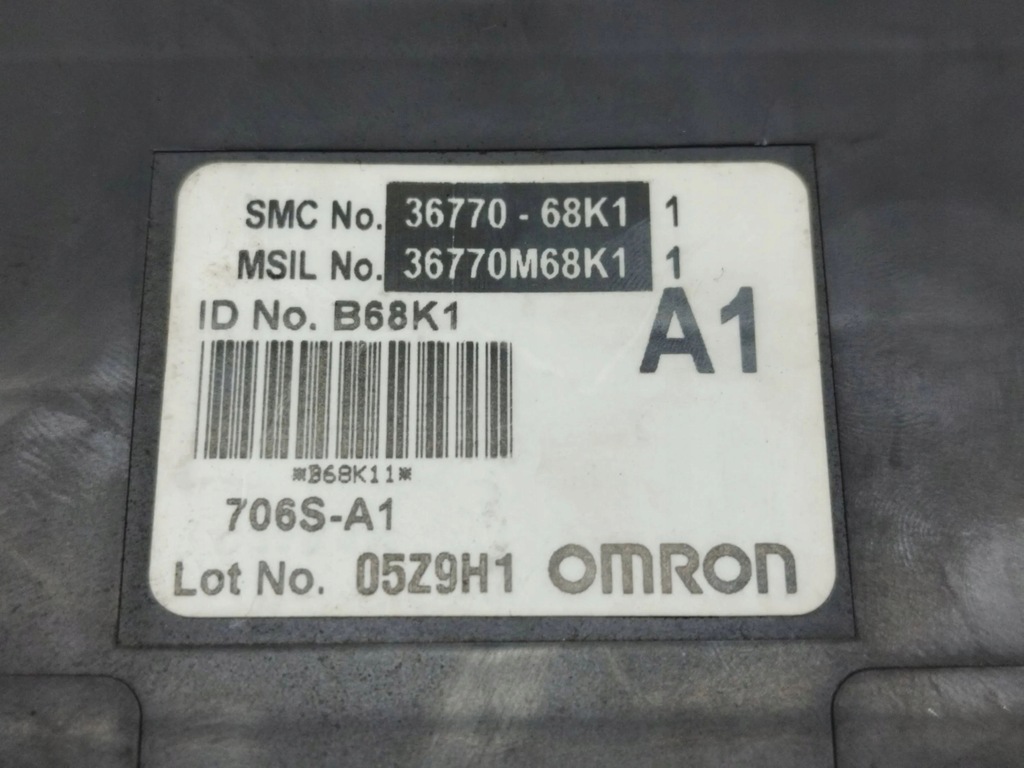 SMC No. 36770 - 68K1 1
MSIL No. 36770M68K1 1
ID No. B68K1
A1
*B68K11*
706S-A1
Lot No. 05Z9H1 OMRON